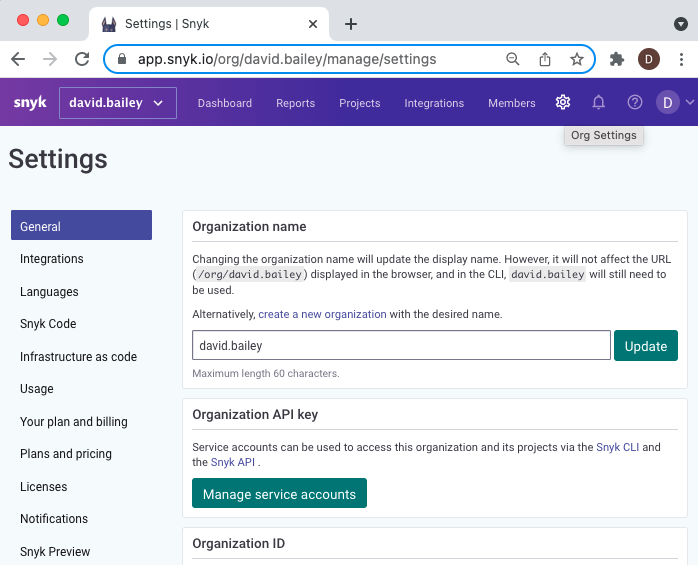 Settings | Snyk
app.snyk.io/org/david.bailey/manage/settings
D
snyk
david.bailey
Dashboard
Reports
Projects
Integrations
Members
D
Org Settings
Settings
General
Integrations
Languages
Snyk Code
Infrastructure as code
Usage
Your plan and billing
Plans and pricing
Licenses
Notifications
Snyk Preview
Organization name
Changing the organization name will update the display name. However, it will not affect the URL
(/org/david.bailey) displayed in the browser, and in the CLI, david.bailey will still need to
be used.
Alternatively, create a new organization with the desired name.
david.bailey
Update
Maximum length 60 characters.
Organization API key
Service accounts can be used to access this organization and its projects via the Snyk CLI and
the Snyk API .
Manage service accounts
Organization ID